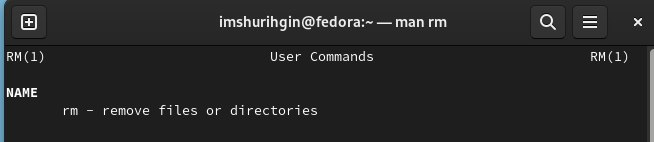 imshurihgin@fedora:~ — man rm
RM(1) User Commands RM(1)
NAME
rm - remove files or directories